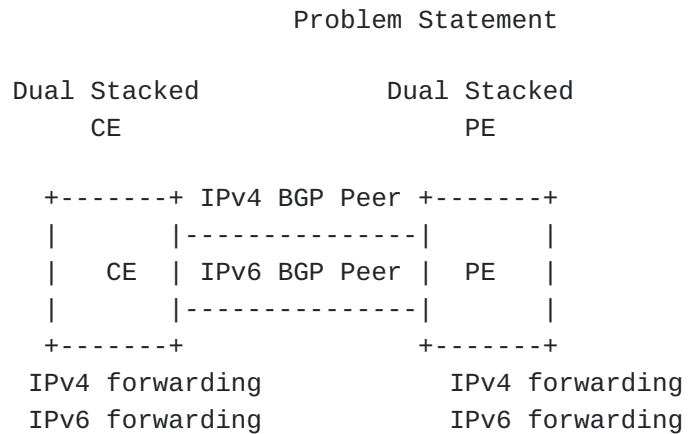 Problem Statement
Dual Stacked Dual Stacked
CE PE
+-------+ IPv4 BGP Peer +-------+
| |---------------| |
| CE | IPv6 BGP Peer | PE |
| |---------------| |
+-------+ +-------+
IPv4 forwarding IPv4 forwarding
IPv6 forwarding IPv6 forwarding